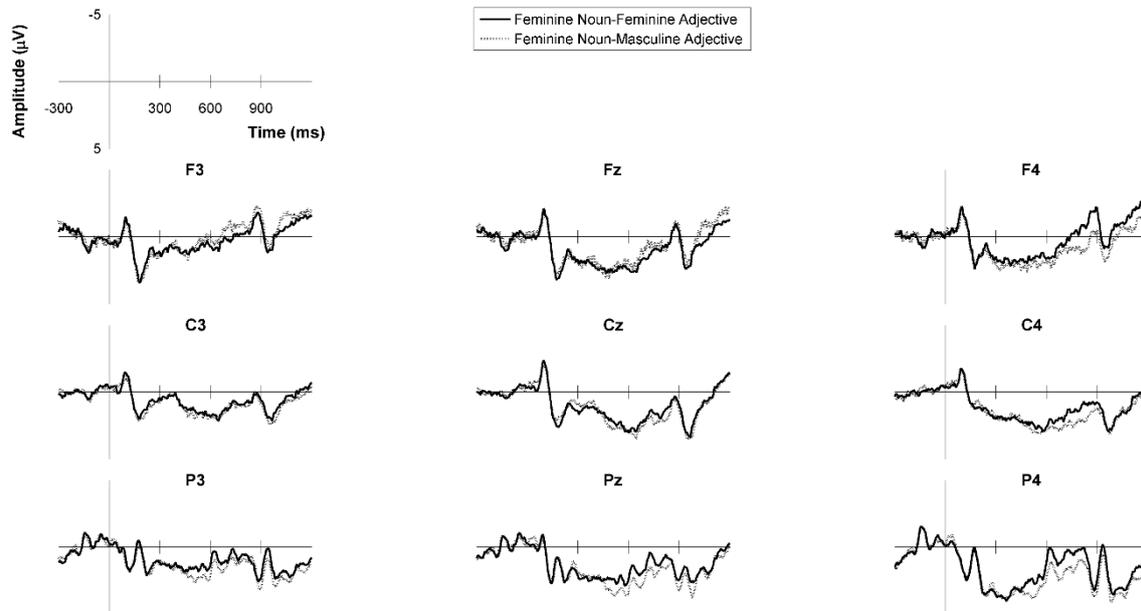 -5
Feminine Noun-Feminine Adjective
Feminine Noun-Masculine Adjective
Amplitude (μV)
-300 300 600 900
Time (ms)
5
F3 Fz F4
C3 Cz C4
P3 Pz P4